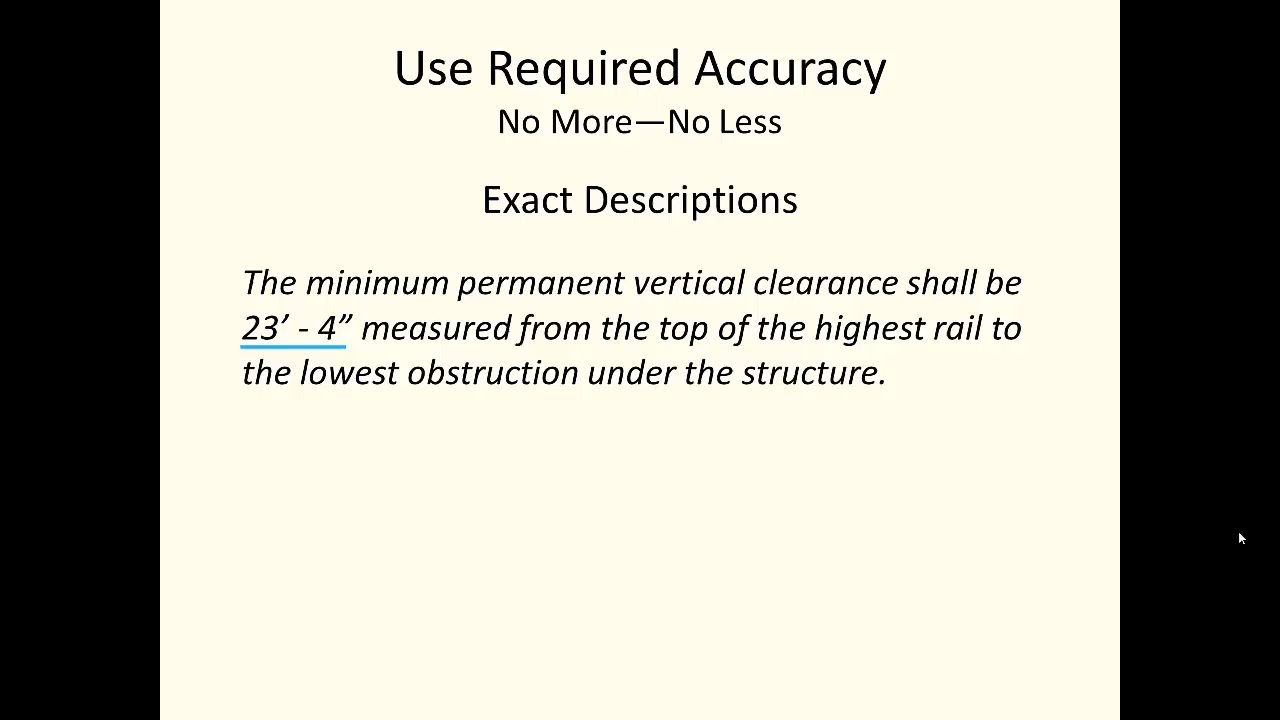 Use Required Accuracy
No More—No Less
Exact Descriptions
The minimum permanent vertical clearance shall be
23’ - 4” measured from the top of the highest rail to
the lowest obstruction under the structure.